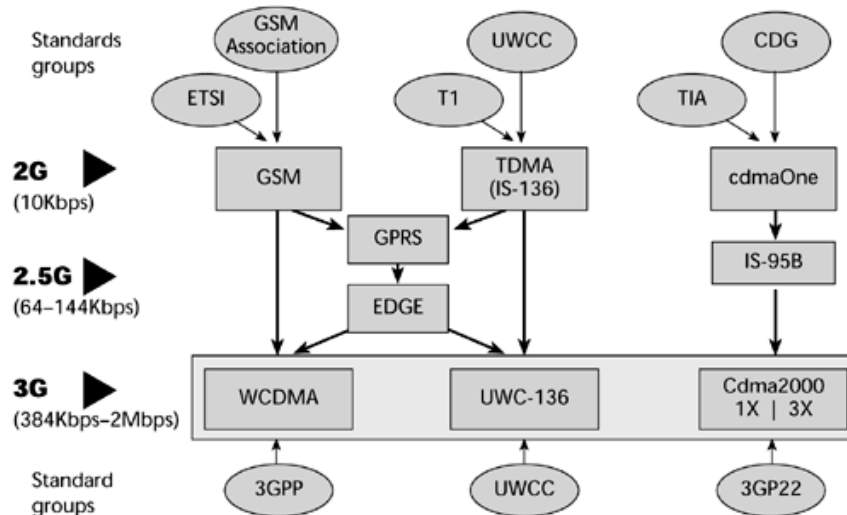 Standards
groups
GSM
Association
UWCC
CDG
ETSI
T1
TIA
2G
(10Kbps)
GSM
TDMA
(IS-136)
cdmaOne
GPRS
IS-95B
2.5G
(64–144Kbps)
EDGE
3G
(384Kbps–2Mbps)
WCDMA
UWC-136
Cdma2000
1X | 3X
Standard
groups
3GPP
UWCC
3GP22